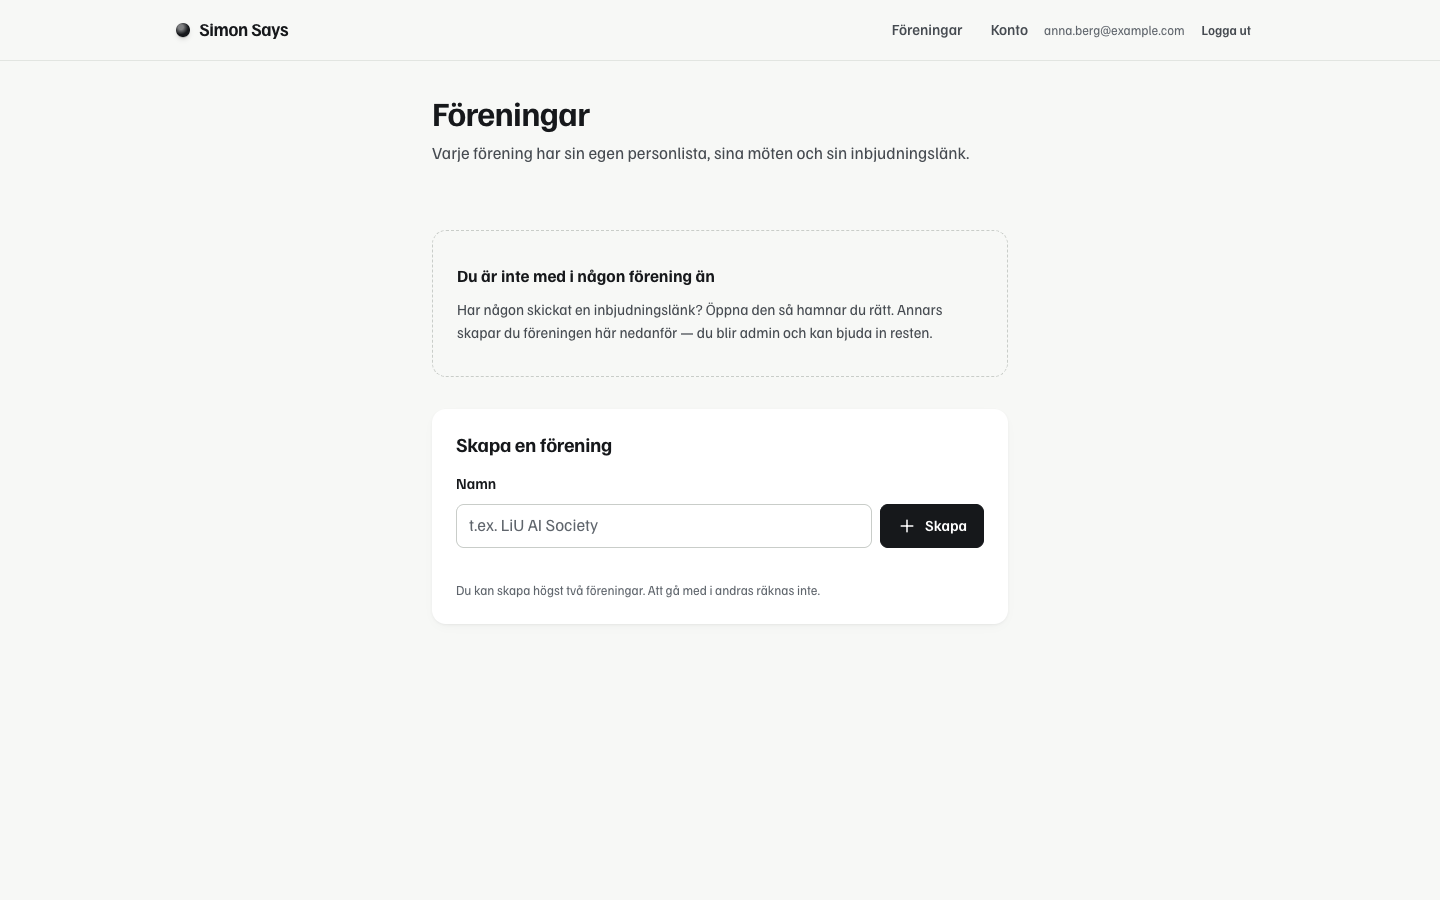 Simon Says
Föreningar
Konto
anna.berg@example.com
Logga ut
Föreningar
Varje förening har sin egen personlista, sina möten och sin inbjudningslänk.
Du är inte med i någon förening än
Har någon skickat en inbjudningslänk? Öppna den så hamnar du rätt. Annars
skapar du föreningen här nedanför — du blir admin och kan bjuda in resten.
Skapa en förening
Namn
t.ex. LiU AI Society
Skapa
Du kan skapa högst två föreningar. Att gå med i andras räknas inte.